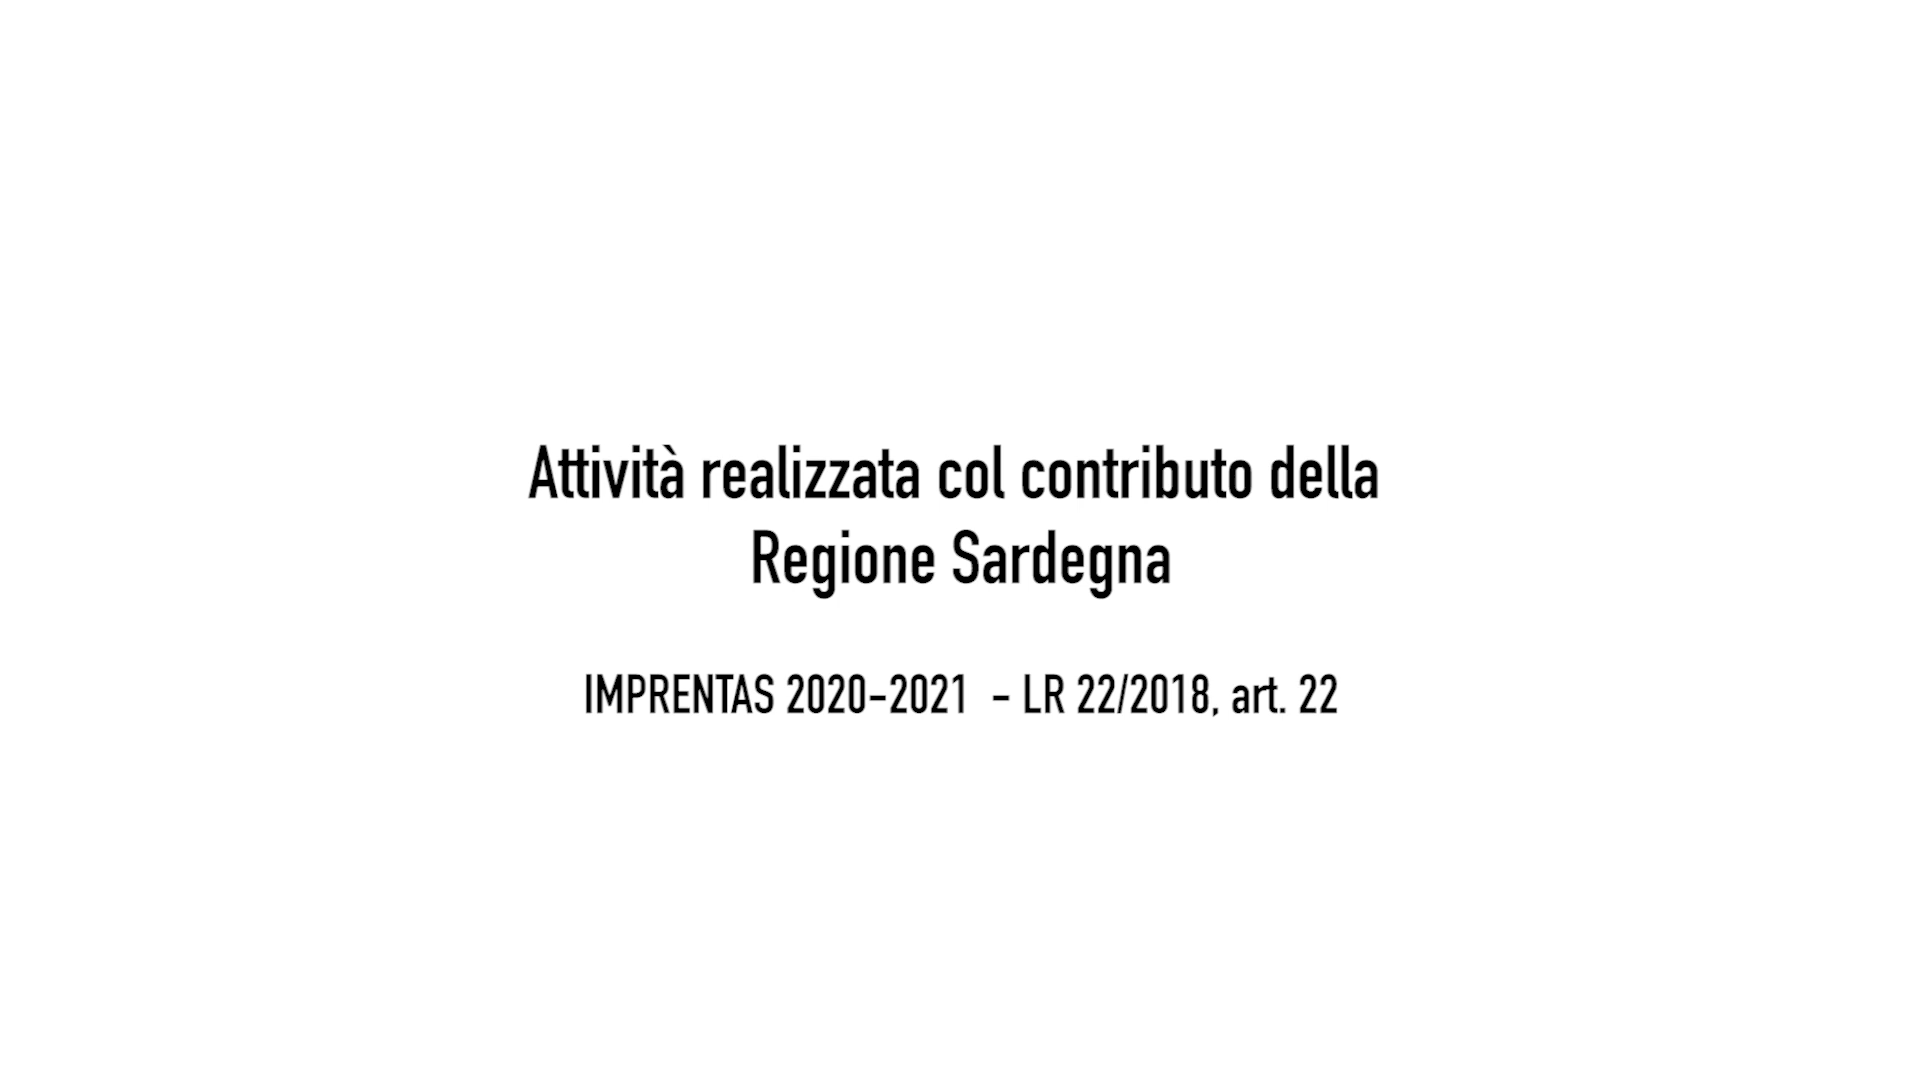 Attività realizzata col contributo della
Regione Sardegna
IMPRENTAS 2020-2021 - LR 22/2018, art. 22